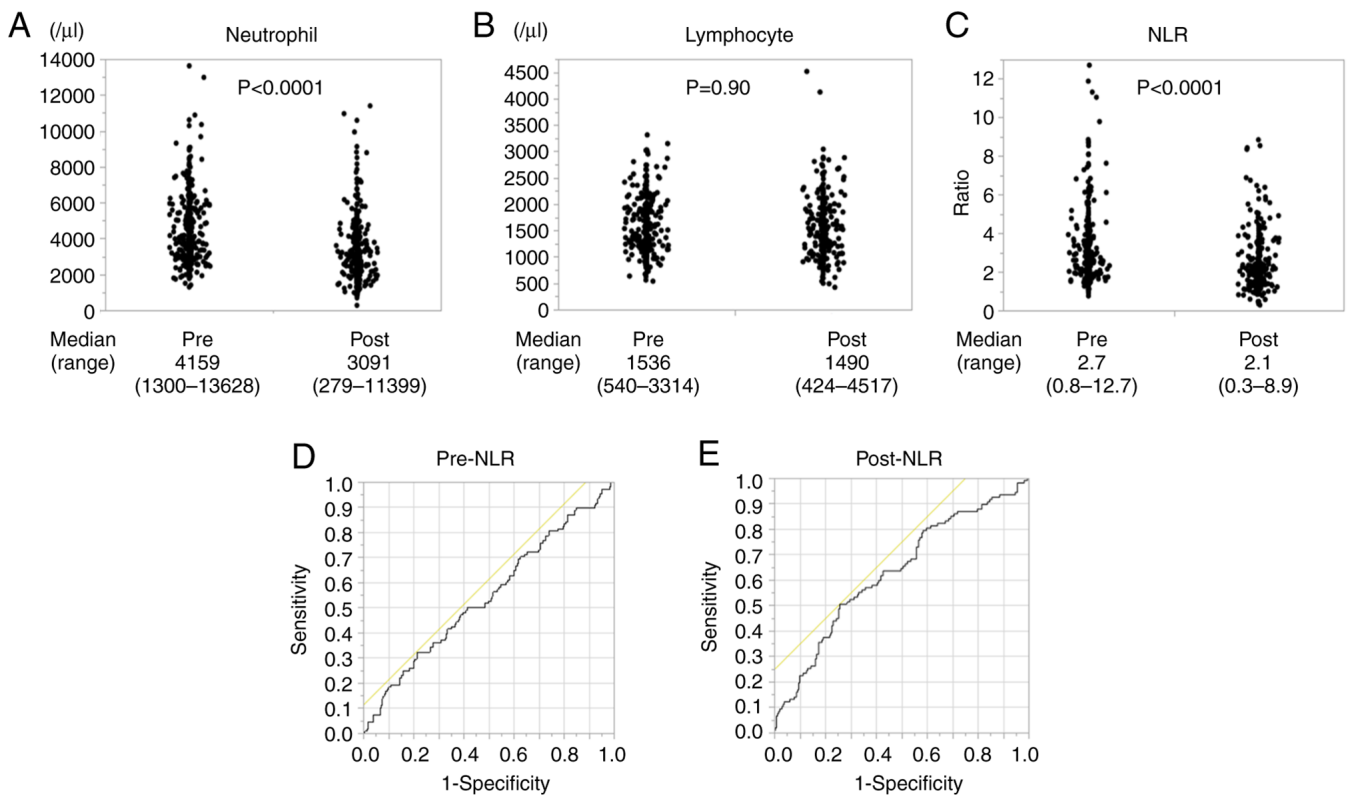 A (/µl) Neutrophil
P<0.0001
14000
12000
10000
8000
6000
4000
2000
0
Median Pre Post
(range) 4159 3091
(1300–13628) (279–11399)
B (/µl) Lymphocyte
P=0.90
4500
4000
3500
3000
2500
2000
1500
1000
500
0
Median Pre Post
(range) 1536 1490
(540–3314) (424–4517)
C NLR
P<0.0001
Ratio
12
10
8
6
4
2
0
Median Pre Post
(range) 2.7 2.1
(0.8–12.7) (0.3–8.9)
D Pre-NLR
Sensitivity
1.0
0.9
0.8
0.7
0.6
0.5
0.4
0.3
0.2
0.1
0.0
0.0 0.2 0.4 0.6 0.8 1.0
1-Specificity
E Post-NLR
Sensitivity
1.0
0.9
0.8
0.7
0.6
0.5
0.4
0.3
0.2
0.1
0.0
0.0 0.2 0.4 0.6 0.8 1.0
1-Specificity